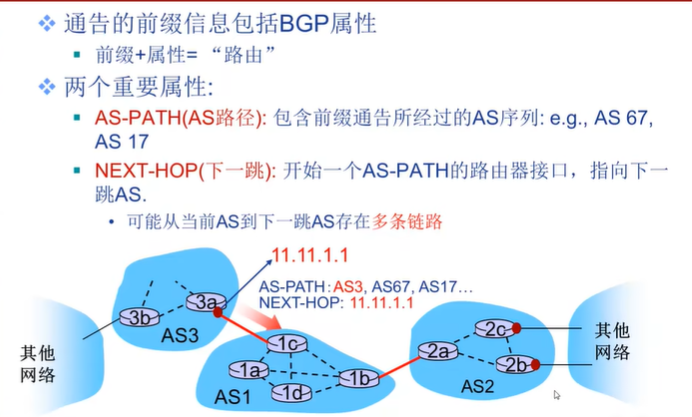 通告的前缀信息包括BGP属性
前缀+属性= “路由”
两个重要属性:
AS-PATH(AS路径): 包含前缀通告所经过的AS序列: e.g., AS 67,
AS 17
NEXT-HOP(下一跳): 开始一个AS-PATH的路由器接口，指向下一
跳AS.
可能从当前AS到下一跳AS存在多条链路
11.11.1.1
AS-PATH：AS3, AS67, AS17…
NEXT-HOP: 11.11.1.1
3b
3a
AS3
其他
网络
1c
1a
1d
1b
AS1
2c
2a
2b
AS2
其他
网络